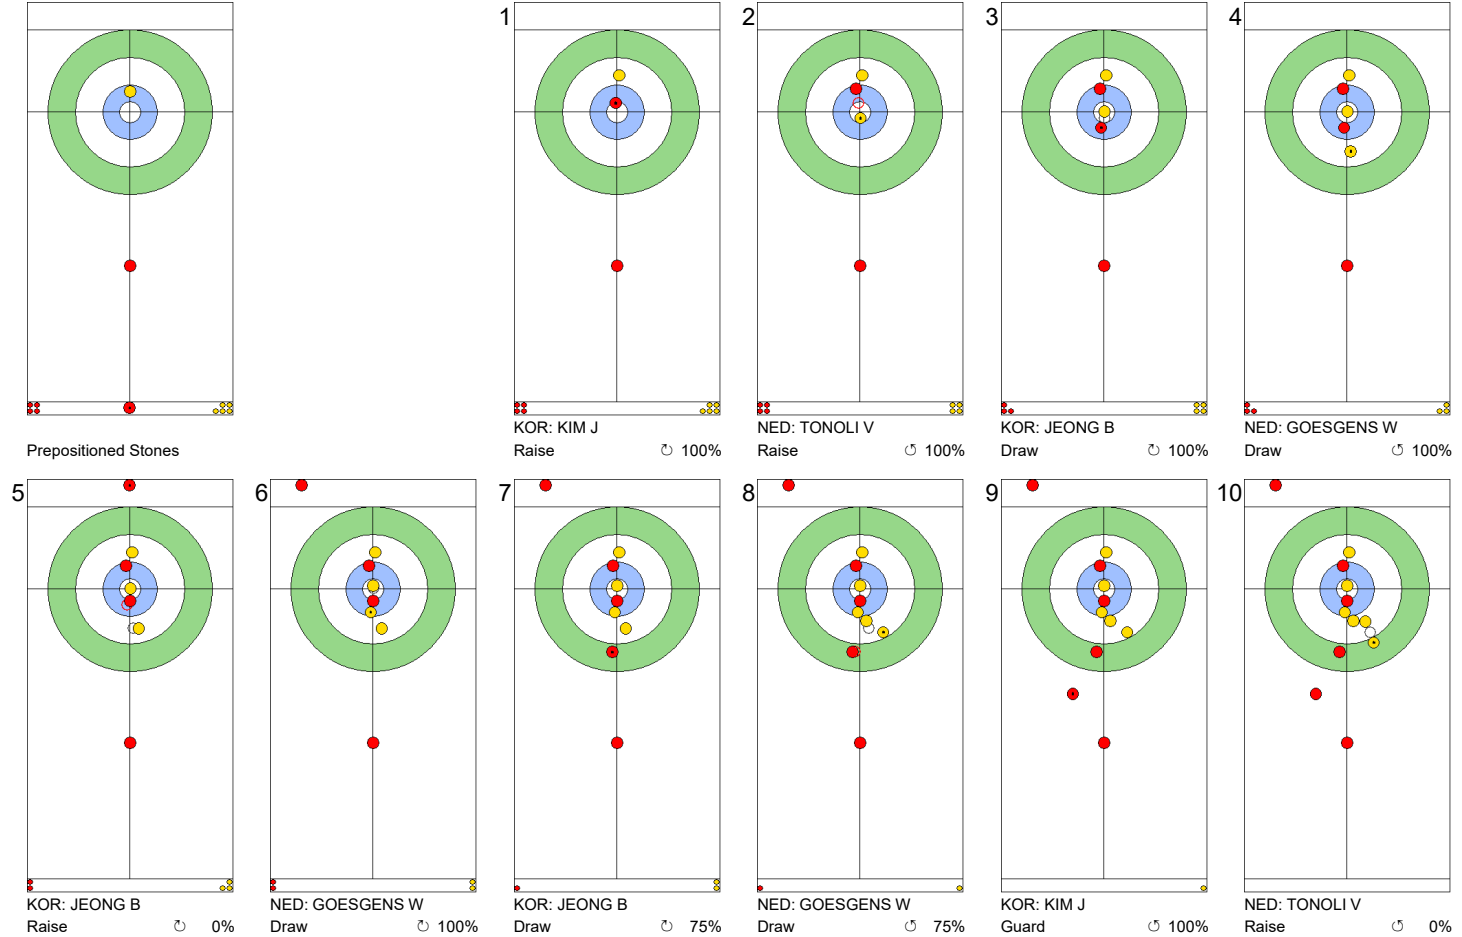 1
2
3
4
Prepositioned Stones
KOR: KIM J
Raise ↻ 100%
NED: TONOLI V
Raise ↺ 100%
KOR: JEONG B
Draw ↻ 100%
NED: GOESGENS W
Draw ↺ 100%
5
6
7
8
9
10
KOR: JEONG B
Raise ↻ 0%
NED: GOESGENS W
Draw ↻ 100%
KOR: JEONG B
Draw ↻ 75%
NED: GOESGENS W
Draw ↺ 75%
KOR: KIM J
Guard ↺ 100%
NED: TONOLI V
Raise ↺ 0%